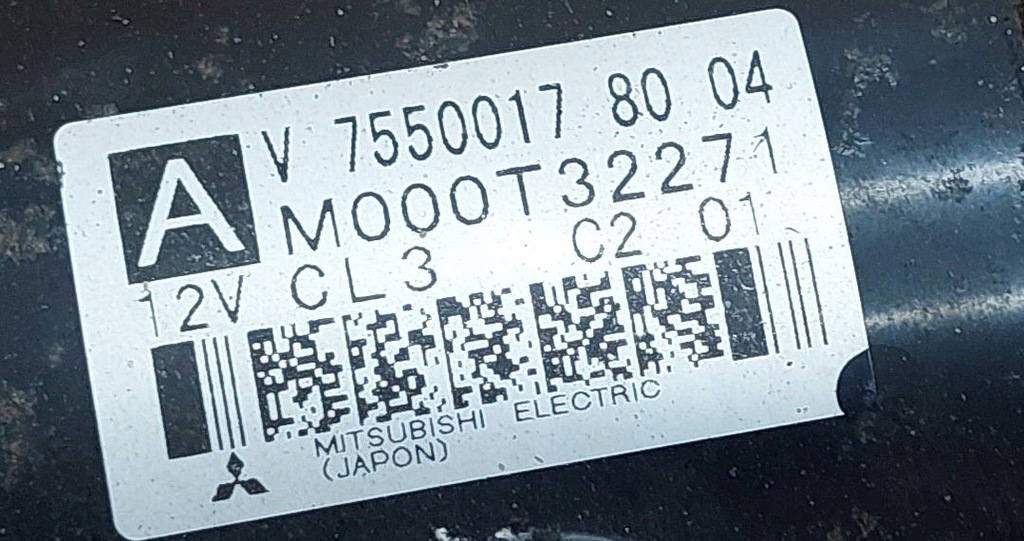 A
V 7550017 80 04
M000T32271
12V CL3 C2 01
MITSUBISHI ELECTRIC
(JAPON)